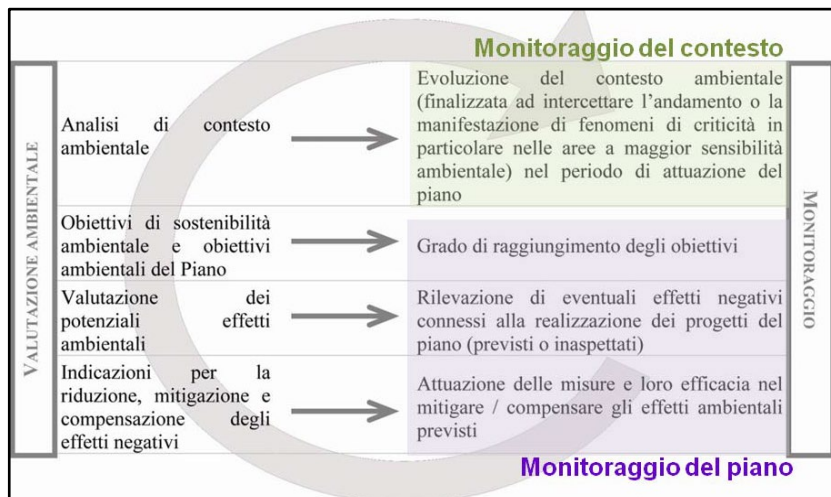 Monitoraggio del contesto
VALUTAZIONE AMBIENTALE
Analisi di contesto
ambientale
Evoluzione del contesto ambientale
(finalizzata ad intercettare l'andamento o la
manifestazione di fenomeni di criticità in
particolare nelle aree a maggior sensibilità
ambientale) nel periodo di attuazione del
piano
Obiettivi di sostenibilità
ambientale e obiettivi
ambientali del Piano
Grado di raggiungimento degli obiettivi
Valutazione dei
potenziali effetti
ambientali
Rilevazione di eventuali effetti negativi
connessi alla realizzazione dei progetti del
piano (previsti o inaspettati)
Indicazioni per la
riduzione, mitigazione e
compensazione degli
effetti negativi
Attuazione delle misure e loro efficacia nel
mitigare / compensare gli effetti ambientali
previsti
MONITORAGGIO
Monitoraggio del piano